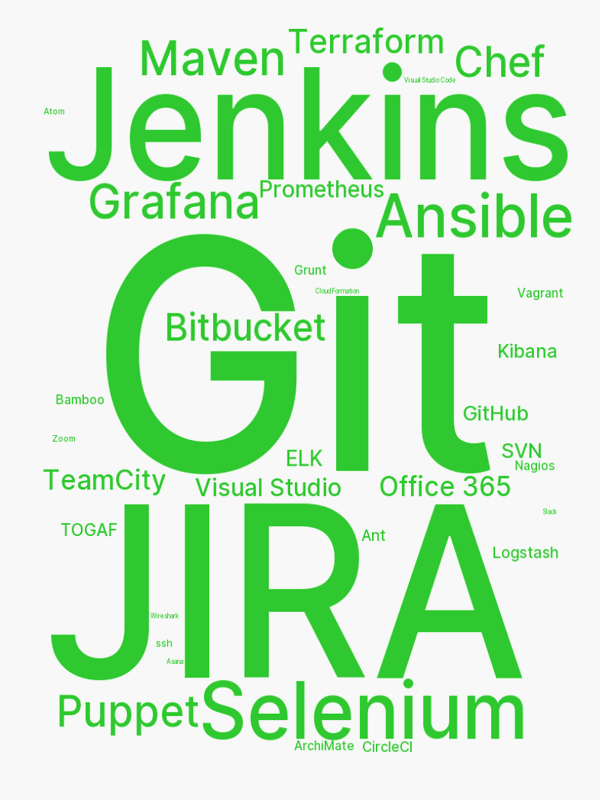 Terraform
Maven
Chef
Visual Studio Code
Jenkins
Atom
Prometheus
Grafana
Ansible
Git
Grunt
CloudFormation
Vagrant
Bitbucket
Kibana
Bamboo
GitHub
Zoom
SVN
ELK
Nagios
TeamCity
Visual Studio
Office 365
JIRA
Slack
TOGAF
Ant
Logstash
Wireshark
ssh
Asana
Puppet
Selenium
ArchiMate
CircleCI